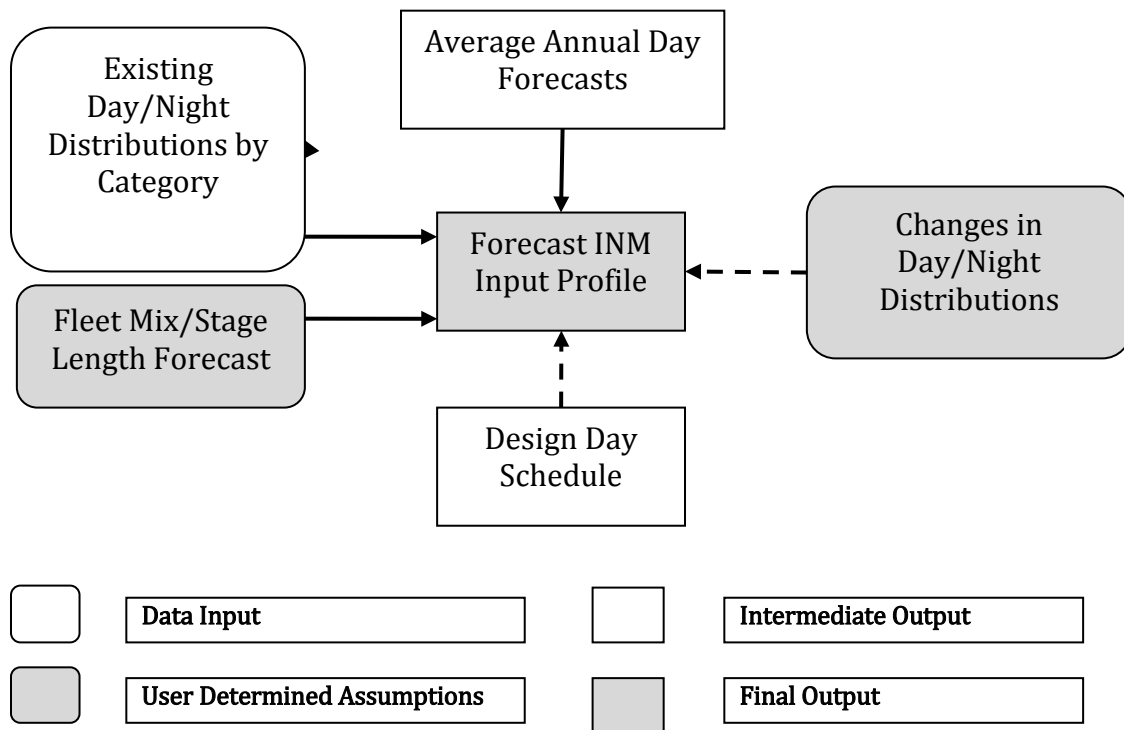 Existing
Day/Night
Distributions by
Category
Average Annual Day
Forecasts
Forecast INM
Input Profile
Changes in
Day/Night
Distributions
Fleet Mix/Stage
Length Forecast
Design Day
Schedule
Data Input
Intermediate Output
User Determined Assumptions
Final Output